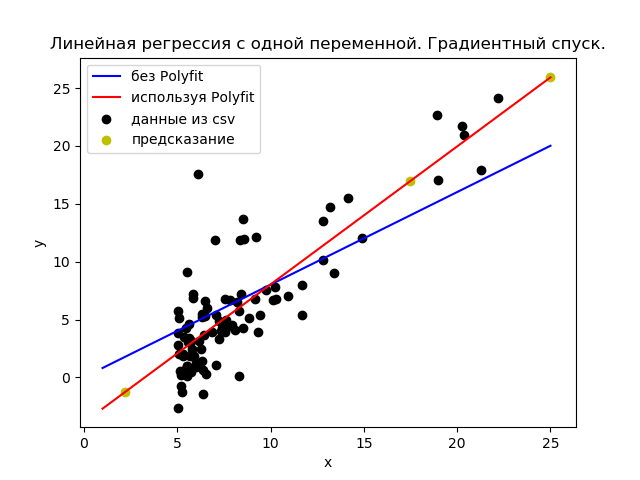 Линейная регрессия с одной переменной. Градиентный спуск.
без Polyfit
используя Polyfit
данные из csv
предсказание
25
20
15
10
5
0
y
0 5 10 15 20 25
x